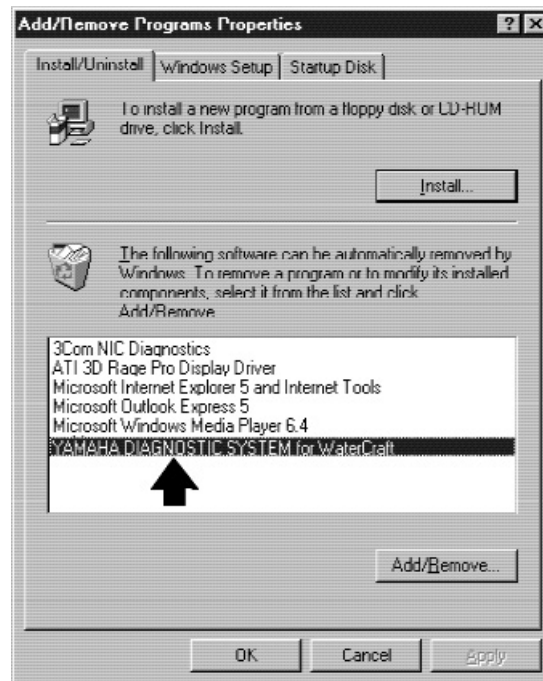 Add/Remove Programs Properties
Install/Uninstall
Windows Setup
Startup Disk
To install a new program from a floppy disk or CD-ROM
drive, click Install.
Install...
The following software can be automatically removed by
Windows. To remove a program or to modify its installed
components, select it from the list and click
Add/Remove.
3Com NIC Diagnostics
ATI 3D Rage Pro Display Driver
Microsoft Internet Explorer 5 and Internet Tools
Microsoft Outlook Express 5
Microsoft Windows Media Player 6.4
YAMAHA DIAGNOSTIC SYSTEM for WaterCraft
Add/Remove...
OK
Cancel
Apply